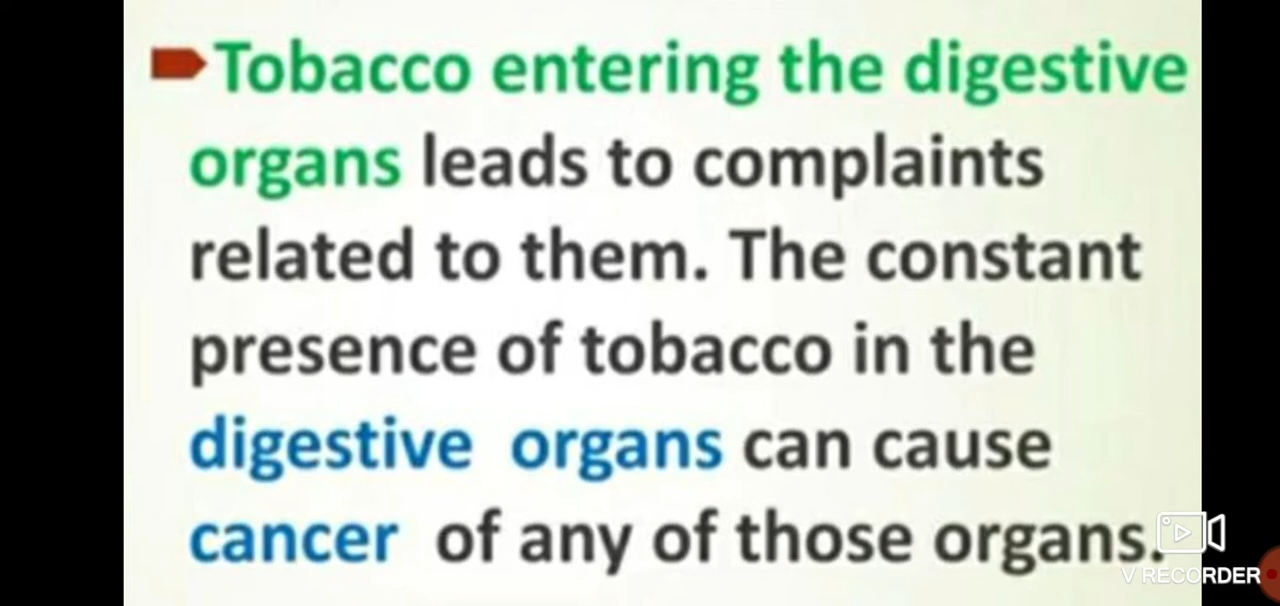 Tobacco entering the digestive
organs leads to complaints
related to them. The constant
presence of tobacco in the
digestive organs can cause
cancer of any of those organs.
V RECORDER